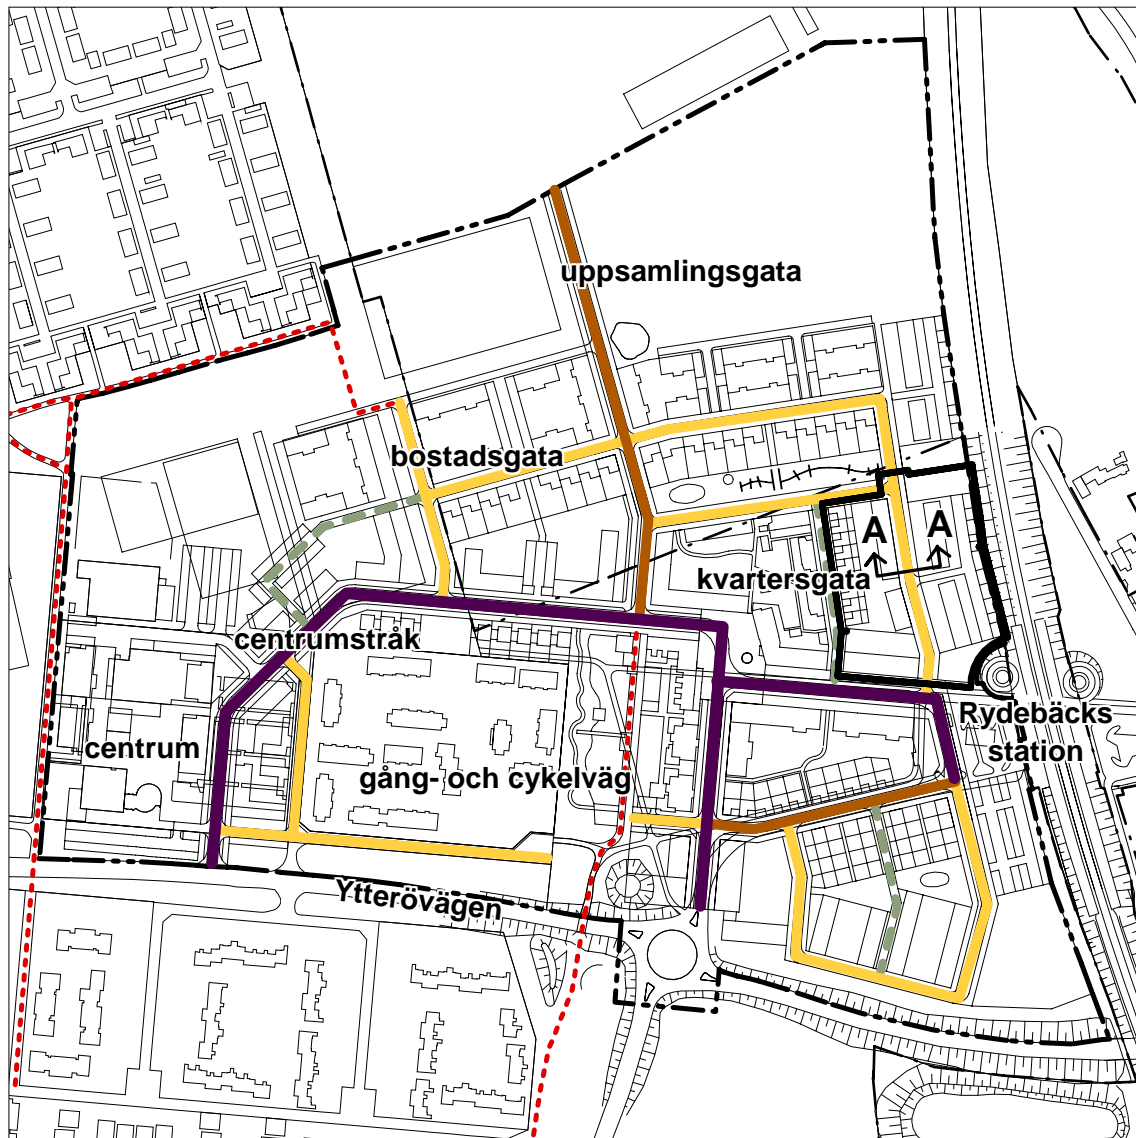 uppsamlingsgata
bostadsgata
A A
kvartersgata
centrumstråk
Rydebäcks
station
centrum
gång- och cykelväg
Ytterövägen